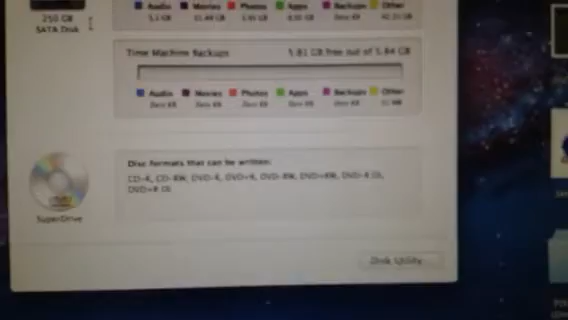 Audio Movies Photos Apps Backups Other
250 GB
SATA Disk
Time Machine Backups 5.81 GB free out of 5.84 GB
Audio Movies Photos Apps Backups Other
Zero KB Zero KB Zero KB Zero KB Zero KB
Disc formats that can be written:
CD-R, CD-RW, DVD-R, DVD+R, DVD-RW, DVD+RW, DVD-R DL,
DVD+R DL
SuperDrive
Disk Utility...